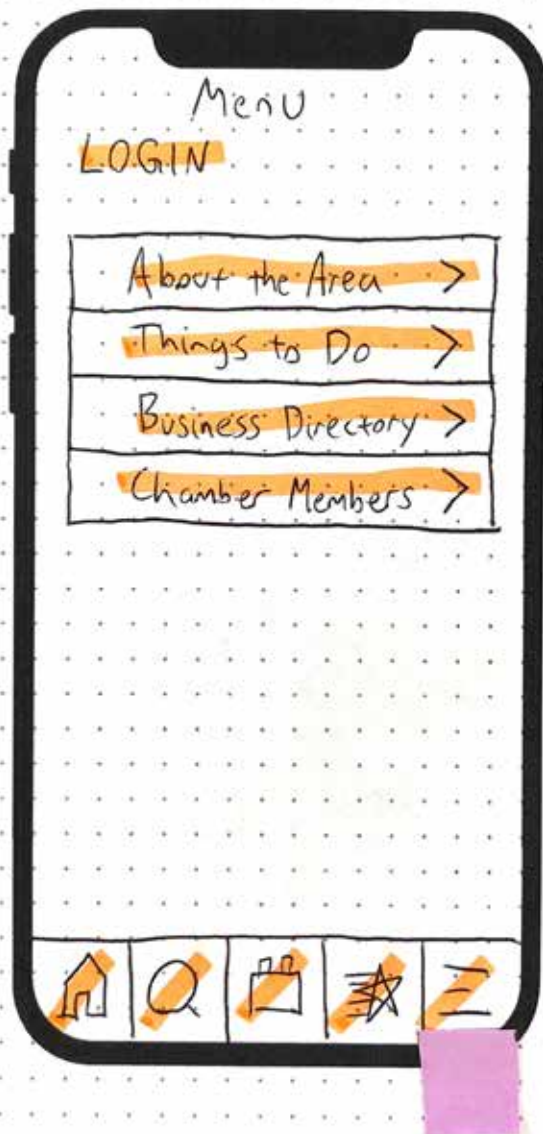 Menu
LOGIN
About the Area >
Things to Do >
Business Directory >
Chamber Members >